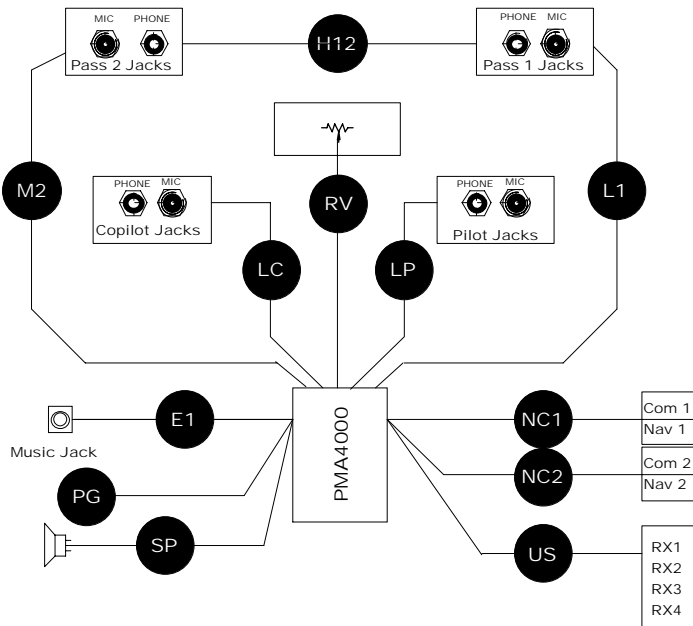 MIC PHONE
Pass 2 Jacks
H12
PHONE MIC
Pass 1 Jacks
M2
PHONE MIC
Copilot Jacks
RV
PHONE MIC
Pilot Jacks
L1
LC
LP
E1
Music Jack
PMA4000
NC1
Com 1
Nav 1
PG
NC2
Com 2
Nav 2
SP
US
RX1
RX2
RX3
RX4